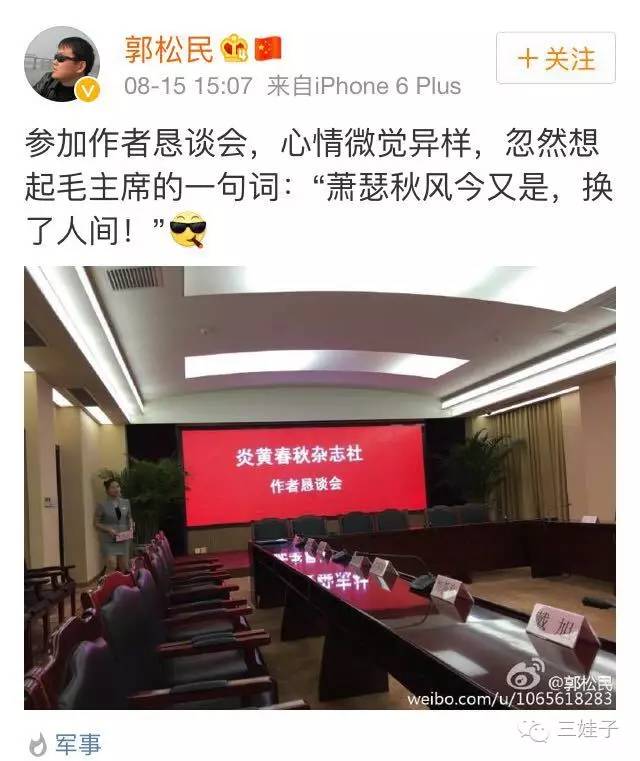 郭松民
08-15 15:07 来自iPhone 6 Plus
+关注
参加作者恳谈会，心情微觉异样，忽然想
起毛主席的一句词：“萧瑟秋风今又是，换
了人间！”
炎黄春秋杂志社
作者恳谈会
戴旭
@郭松民
weibo.com/u/1065618283
三娃子
军事